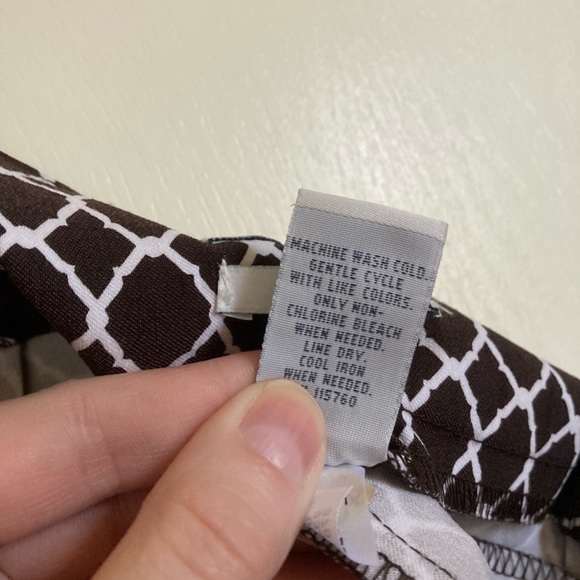 MACHINE WASH COLD
GENTLE CYCLE
WITH LIKE COLORS.
ONLY NON-
CHLORINE BLEACH
WHEN NEEDED.
LINE DRY.
COOL IRON
WHEN NEEDED.
115760